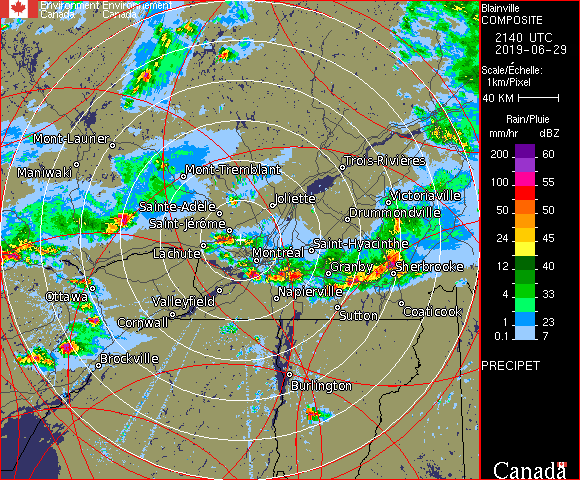 Environment Environnement
Canada Canada
Blainville
COMPOSITE
2140 UTC
2019-06-29
Scale/Échelle:
1km/Pixel
40 KM
Rain/Pluie
mm/hr dBZ
200 60
100 55
50 50
24 45
12 40
4 33
1 23
0.1 7
PRECIPET
Canada
Mont-Laurier
Maniwaki
Mont-Tremblant
Trois-Rivières
Joliette
Victoriaville
Sainte-Adèle
Drummondville
Saint-Jérôme
Saint-Hyacinthe
Lachute
Montréal
Granby
Sherbrooke
Ottawa
Valleyfield
Napierville
Cornwall
Sutton
Coaticook
Brockville
Burlington